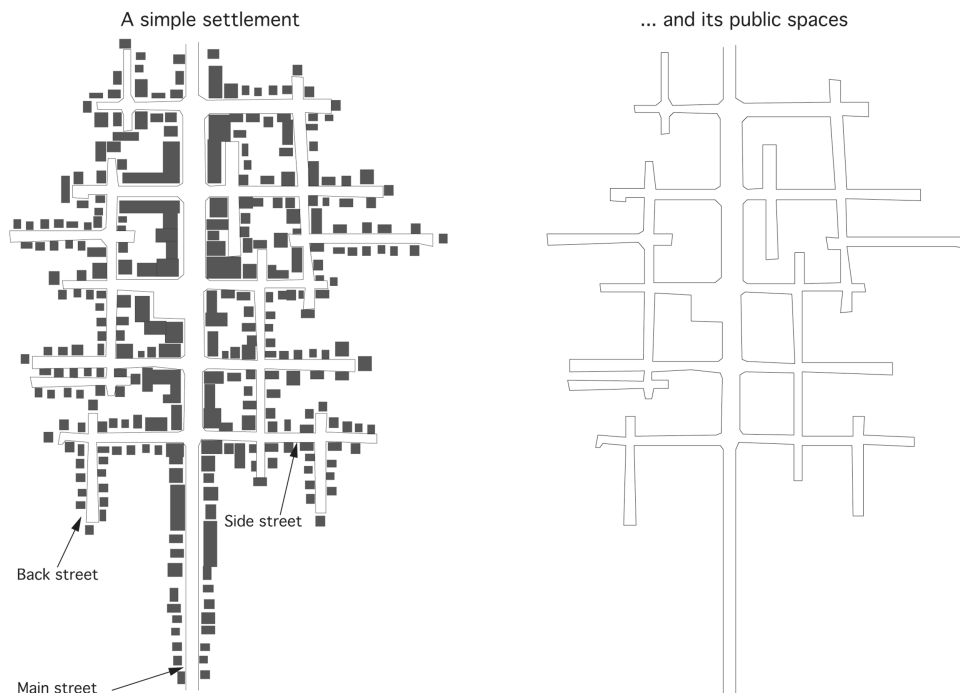 A simple settlement
... and its public spaces
Side street
Back street
Main street